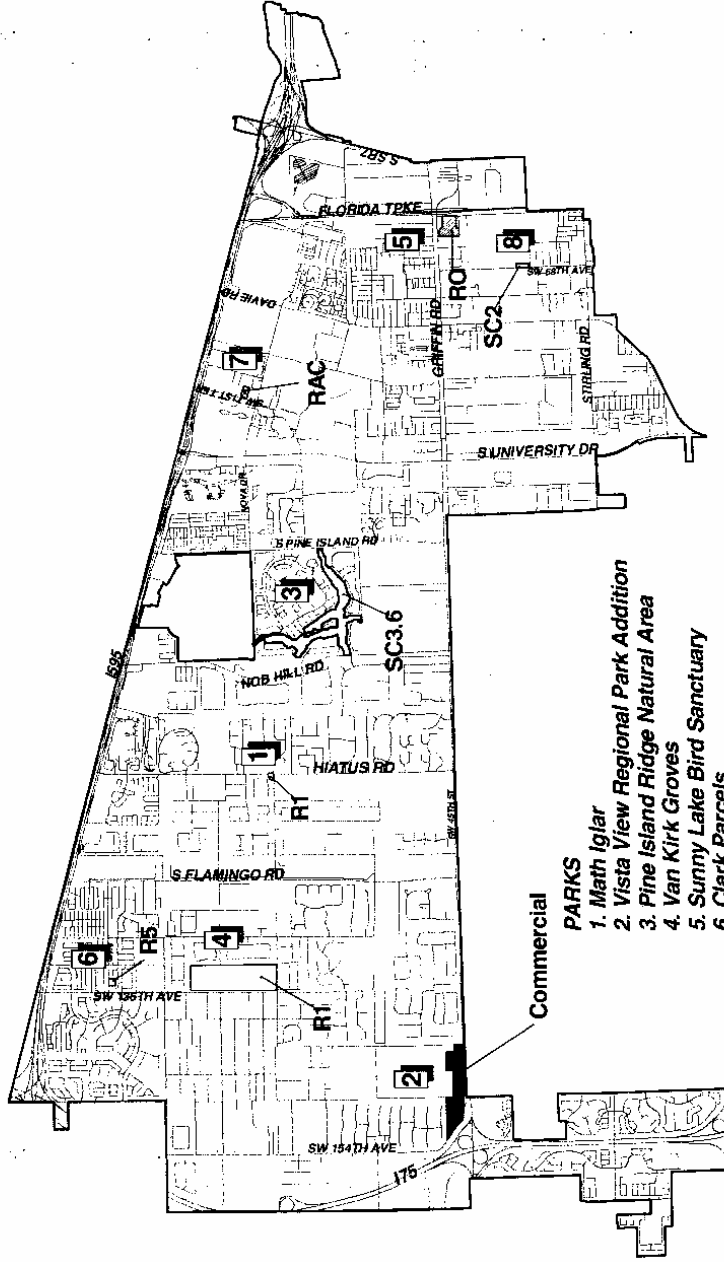 I595
S SR7
FLORIDA TPKE
DAVIE RD
7
5
RO
8
SW 68TH AVE
SC2
GRIFFIN RD
RAC
STIRLING RD
S UNIVERSITY DR
NOVA DR
S PINE ISLAND RD
3
SC3.6
NOB HILL RD
1
HIATUS RD
R1
S FLAMINGO RD
6
R5
4
SW 136TH AVE
R1
2
Commercial
SW 154TH AVE
I75
PARKS
1. Math Iglar
2. Vista View Regional Park Addition
3. Pine Island Ridge Natural Area
4. Van Kirk Groves
5. Sunny Lake Bird Sanctuary
6. Clark Parcels